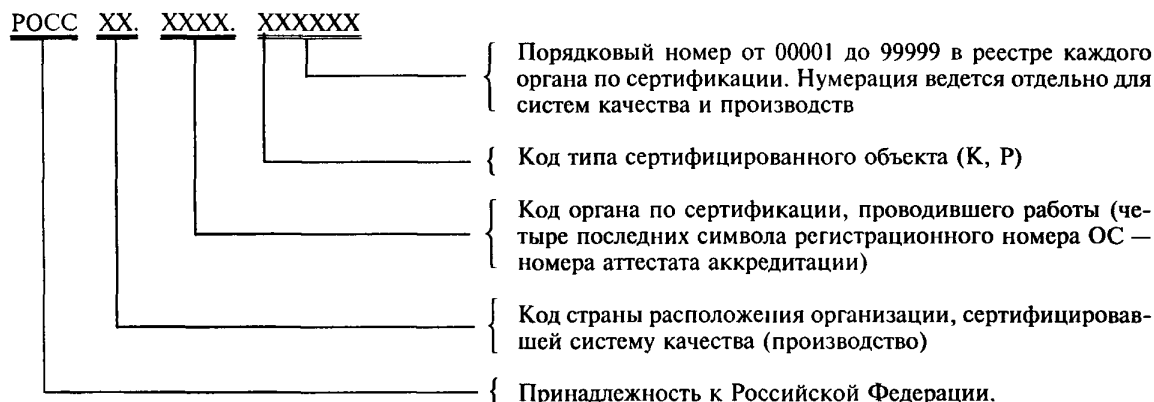 РОСС XX. XXXX. XXXXXX
Порядковый номер от 00001 до 99999 в реестре каждого
органа по сертификации. Нумерация ведется отдельно для
систем качества и производств
Код типа сертифицированного объекта (К, Р)
Код органа по сертификации, проводившего работы (че-
тыре последних символа регистрационного номера ОС —
номера аттестата аккредитации)
Код страны расположения организации, сертифицировав-
шей систему качества (производство)
Принадлежность к Российской Федерации.